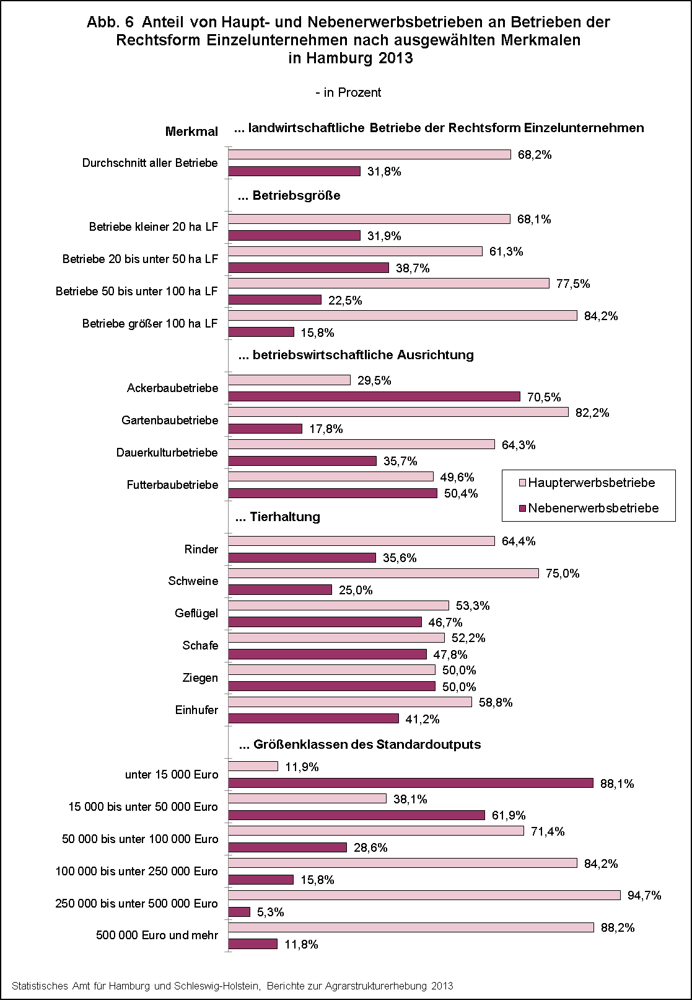 Abb. 6 Anteil von Haupt- und Nebenerwerbsbetrieben an Betrieben der
Rechtsform Einzelunternehmen nach ausgewählten Merkmalen
in Hamburg 2013
- in Prozent
Merkmal
... landwirtschaftliche Betriebe der Rechtsform Einzelunternehmen
Durchschnitt aller Betriebe
68,2%
31,8%
... Betriebsgröße
Betriebe kleiner 20 ha LF
68,1%
31,9%
Betriebe 20 bis unter 50 ha LF
61,3%
38,7%
Betriebe 50 bis unter 100 ha LF
77,5%
22,5%
Betriebe größer 100 ha LF
84,2%
15,8%
... betriebswirtschaftliche Ausrichtung
Ackerbaubetriebe
29,5%
70,5%
Gartenbaubetriebe
82,2%
17,8%
Dauerkulturbetriebe
64,3%
35,7%
Futterbaubetriebe
49,6%
50,4%
Haupterwerbsbetriebe
Nebenerwerbsbetriebe
... Tierhaltung
Rinder
64,4%
35,6%
Schweine
75,0%
25,0%
Geflügel
53,3%
46,7%
Schafe
52,2%
47,8%
Ziegen
50,0%
50,0%
Einhufer
58,8%
41,2%
... Größenklassen des Standardoutputs
unter 15 000 Euro
11,9%
88,1%
15 000 bis unter 50 000 Euro
38,1%
61,9%
50 000 bis unter 100 000 Euro
71,4%
28,6%
100 000 bis unter 250 000 Euro
84,2%
15,8%
250 000 bis unter 500 000 Euro
94,7%
5,3%
500 000 Euro und mehr
88,2%
11,8%
Statistisches Amt für Hamburg und Schleswig-Holstein, Berichte zur Agrarstrukturerhebung 2013